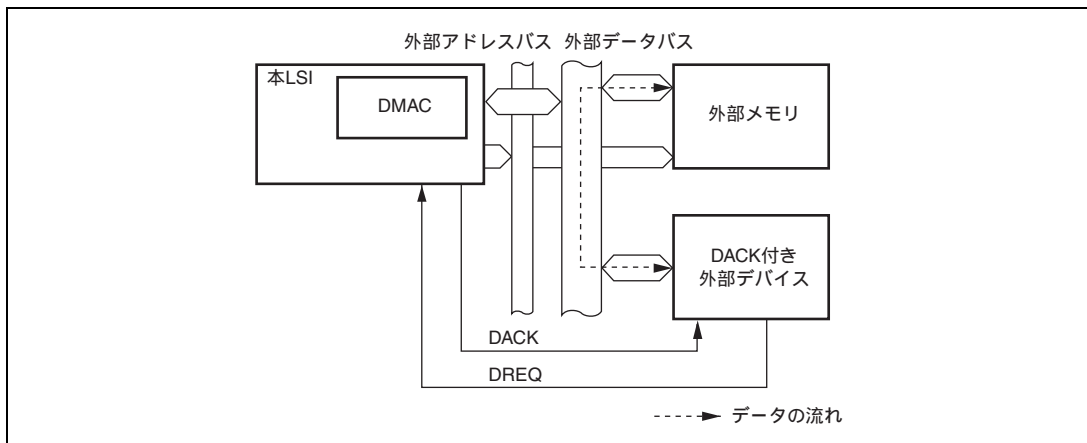 外部アドレスバス 外部データバス
本LSI
DMAC
外部メモリ
DACK付き
外部デバイス
DACK
DREQ
データの流れ